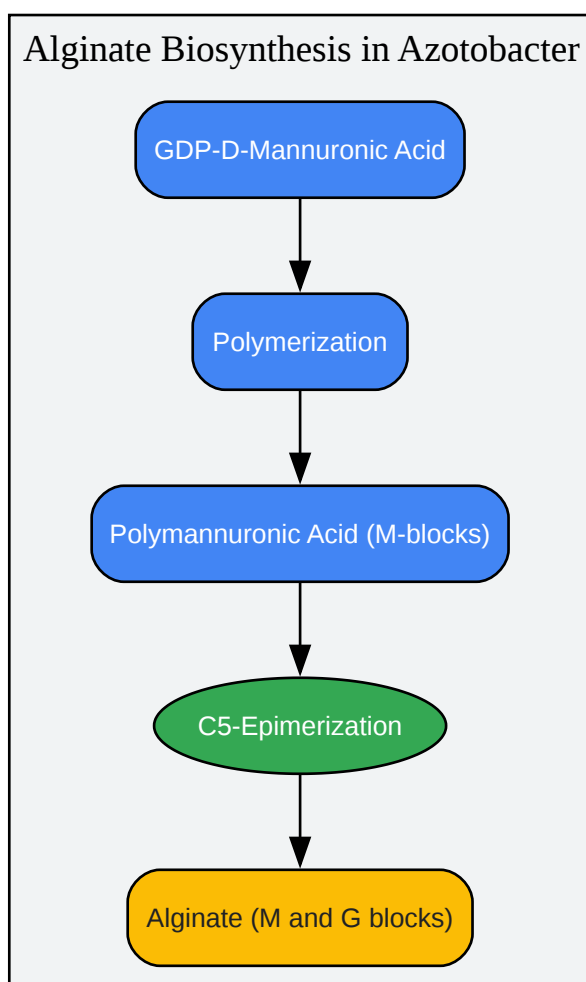 Alginate Biosynthesis in Azotobacter
GDP-D-Mannuronic Acid
Polymerization
Polymannuronic Acid (M-blocks)
C5-Epimerization
Alginate (M and G blocks)